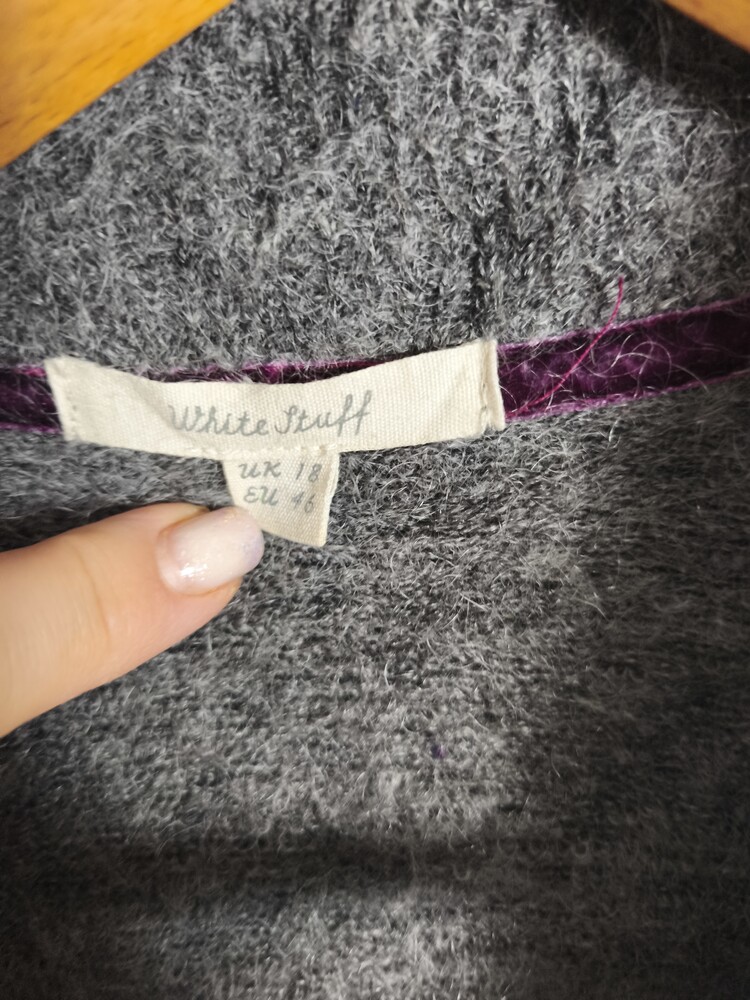 White Stuff
UK 18
EU 46